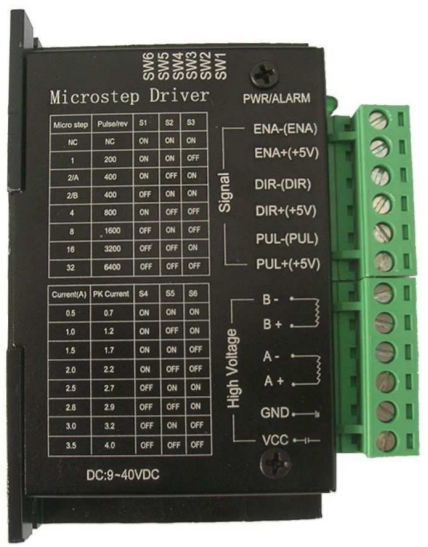 SW6
SW5
SW4
SW3
SW2
SW1
Microstep Driver
PWR/ALARM
Micro step Pulse/rev S1 S2 S3
NC NC ON ON ON
1 200 ON ON OFF
2/A 400 ON OFF ON
2/B 400 OFF ON ON
4 800 ON OFF OFF
8 1600 OFF ON OFF
16 3200 OFF OFF ON
32 6400 OFF OFF OFF
Signal
ENA-(ENA)
ENA+(+5V)
DIR-(DIR)
DIR+(+5V)
PUL-(PUL)
PUL+(+5V)
Current(A) PK Current S4 S5 S6
0.5 0.7 ON ON ON
1.0 1.2 ON OFF ON
1.5 1.7 ON ON OFF
2.0 2.2 ON OFF OFF
2.5 2.7 OFF ON ON
2.8 2.9 OFF OFF ON
3.0 3.2 OFF ON OFF
3.5 4.0 OFF OFF OFF
High Voltage
B -
B +
A -
A +
GND
VCC
DC:9~40VDC